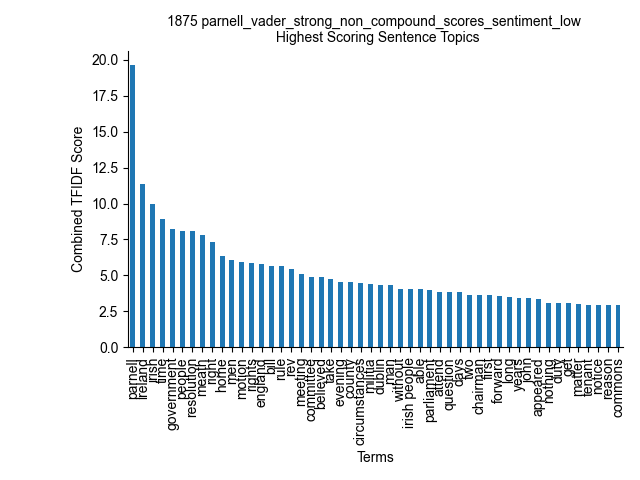 1875 parnell_vader_strong_non_compound_scores_sentiment_low
Highest Scoring Sentence Topics
20.0
17.5
15.0
12.5
10.0
7.5
5.0
2.5
0.0
Combined TFIDF Score
parnell
ireland
irish
time
government
people
resolution
meath
right
home
men
motion
rights
england
bill
rule
rev
meeting
committee
believed
take
evening
county
circumstances
militia
dublin
man
without
irish people
able
parliament
attend
question
days
two
chairman
first
forward
long
years
john
appeared
nothing
duty
get
matter
tenant
notice
reason
commons
Terms